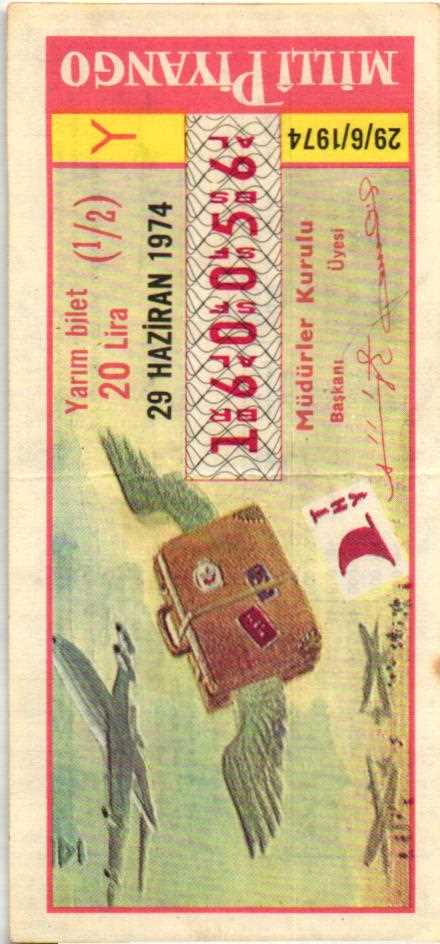 MİLLÎ PİYANGO
29/6/1974
Y
Yarım bilet (1/2)
20 Lira
29 HAZİRAN 1974
160056
Müdürler Kurulu
Başkanı Üyesi
THY